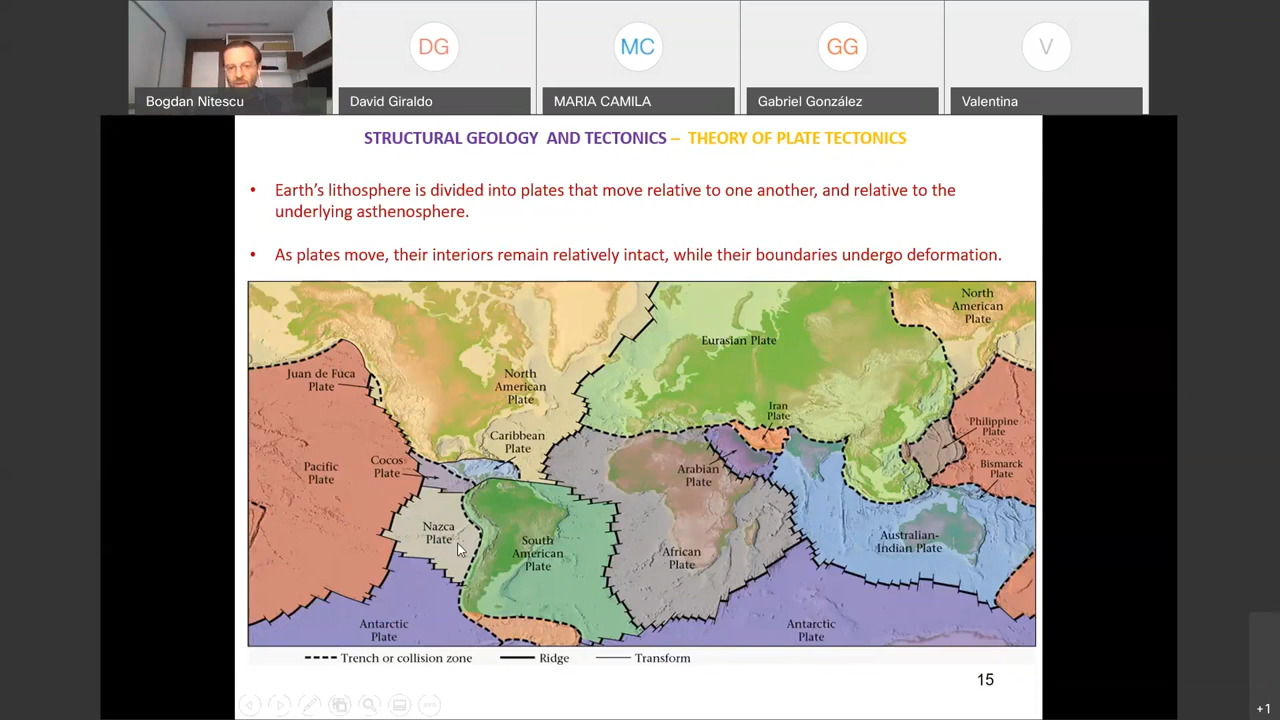 DG
MC
GG
V
Bogdan Nitescu
David Giraldo
MARIA CAMILA
Gabriel González
Valentina
STRUCTURAL GEOLOGY AND TECTONICS – THEORY OF PLATE TECTONICS
• Earth's lithosphere is divided into plates that move relative to one another, and relative to the
underlying asthenosphere.
• As plates move, their interiors remain relatively intact, while their boundaries undergo deformation.
North
American
Plate
Eurasian Plate
Juan de Fuca
Plate
North
American
Plate
Iran
Plate
Philippine
Plate
Caribbean
Plate
Cocos
Plate
Pacific
Plate
Arabian
Plate
Bismarck
Plate
Nazca
Plate
South
American
Plate
African
Plate
Australian-
Indian Plate
Antarctic
Plate
Antarctic
Plate
Trench or collision zone
Ridge
Transform
15
+1